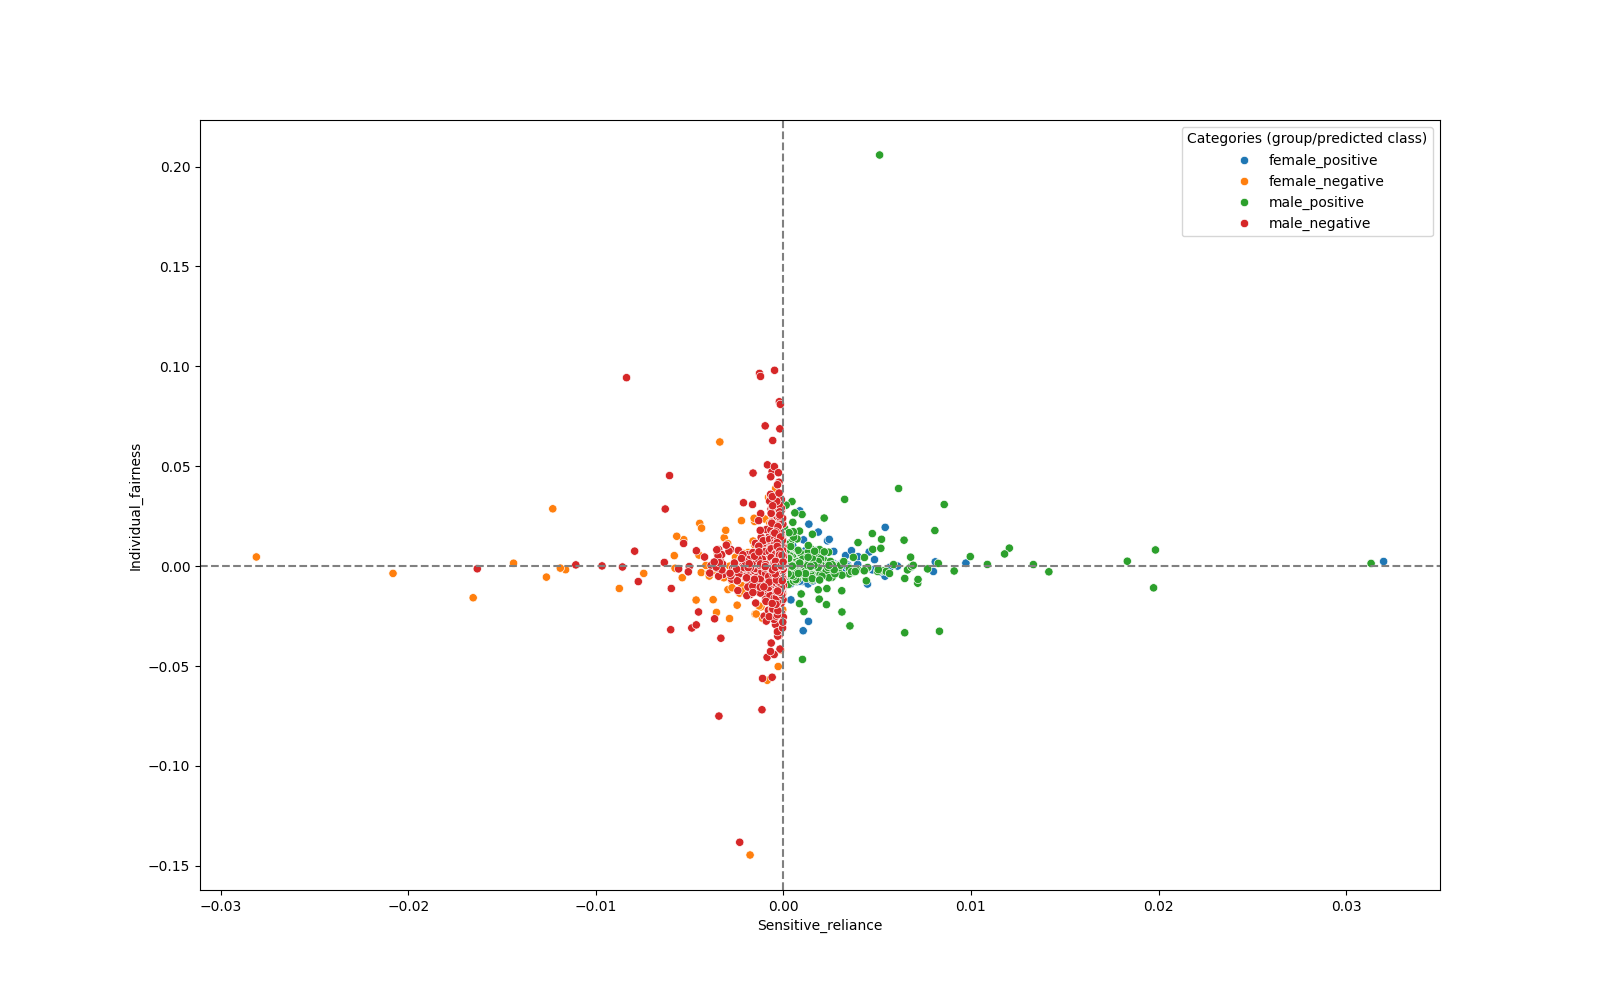 Categories (group/predicted class)
female_positive
female_negative
male_positive
male_negative
0.20
0.15
0.10
0.05
0.00
−0.05
−0.10
−0.15
Individual_fairness
−0.03
−0.02
−0.01
0.00
0.01
0.02
0.03
Sensitive_reliance